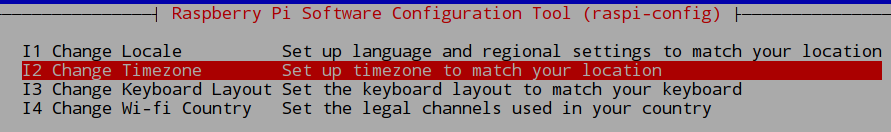 Raspberry Pi Software Configuration Tool (raspi-config)
I1 Change Locale Set up language and regional settings to match your location
I2 Change Timezone Set up timezone to match your location
I3 Change Keyboard Layout Set the keyboard layout to match your keyboard
I4 Change Wi-fi Country Set the legal channels used in your country